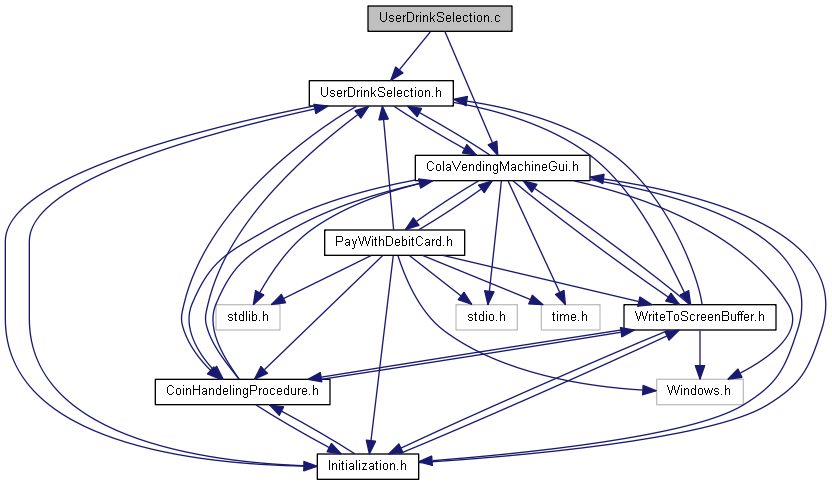 UserDrinkSelection.c
UserDrinkSelection.h
ColaVendingMachineGui.h
PayWithDebitCard.h
stdlib.h
stdio.h
time.h
WriteToScreenBuffer.h
CoinHandelingProcedure.h
Windows.h
Initialization.h